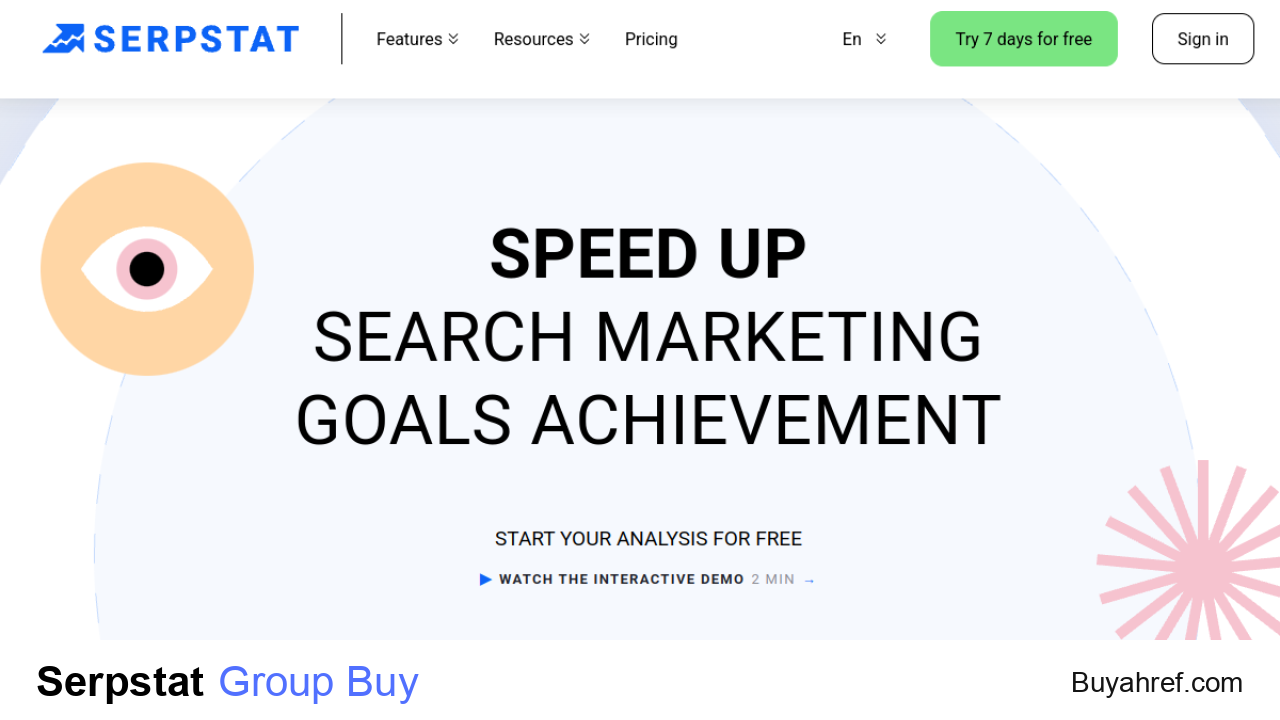 SERPSTAT
Features Resources Pricing En Try 7 days for free Sign in
SPEED UP
SEARCH MARKETING
GOALS ACHIEVEMENT
START YOUR ANALYSIS FOR FREE
▶ WATCH THE INTERACTIVE DEMO 2 MIN →
Serpstat Group Buy
Buyahref.com